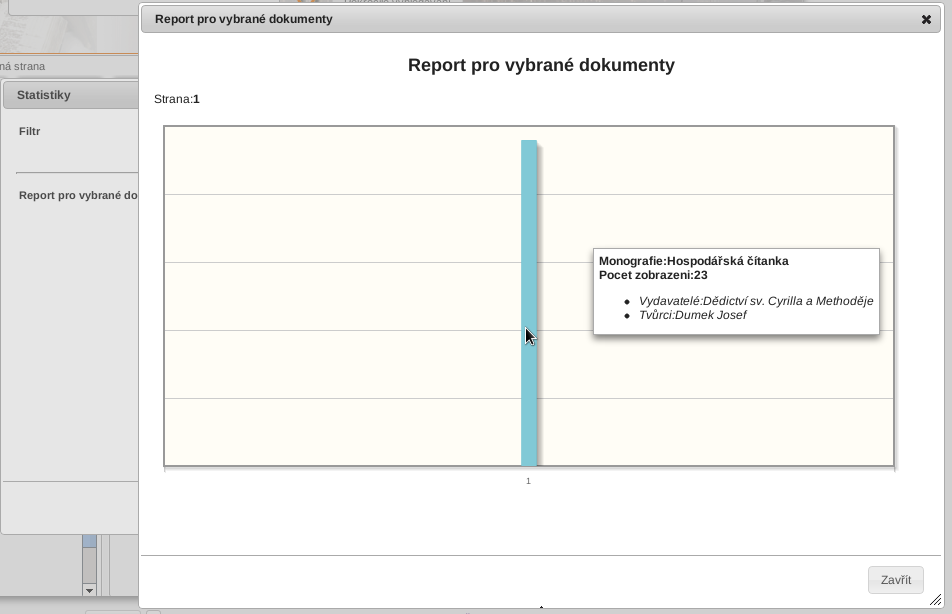 Report pro vybrané dokumenty
Report pro vybrané dokumenty
ná strana
Strana:1
Statistiky
Filtr
Report pro vybrané do
Monografie:Hospodářská čítanka
Pocet zobrazeni:23
Vydavatelé:Dědictví sv. Cyrilla a Methoděje
Tvůrci:Dumek Josef
1
Zavřít